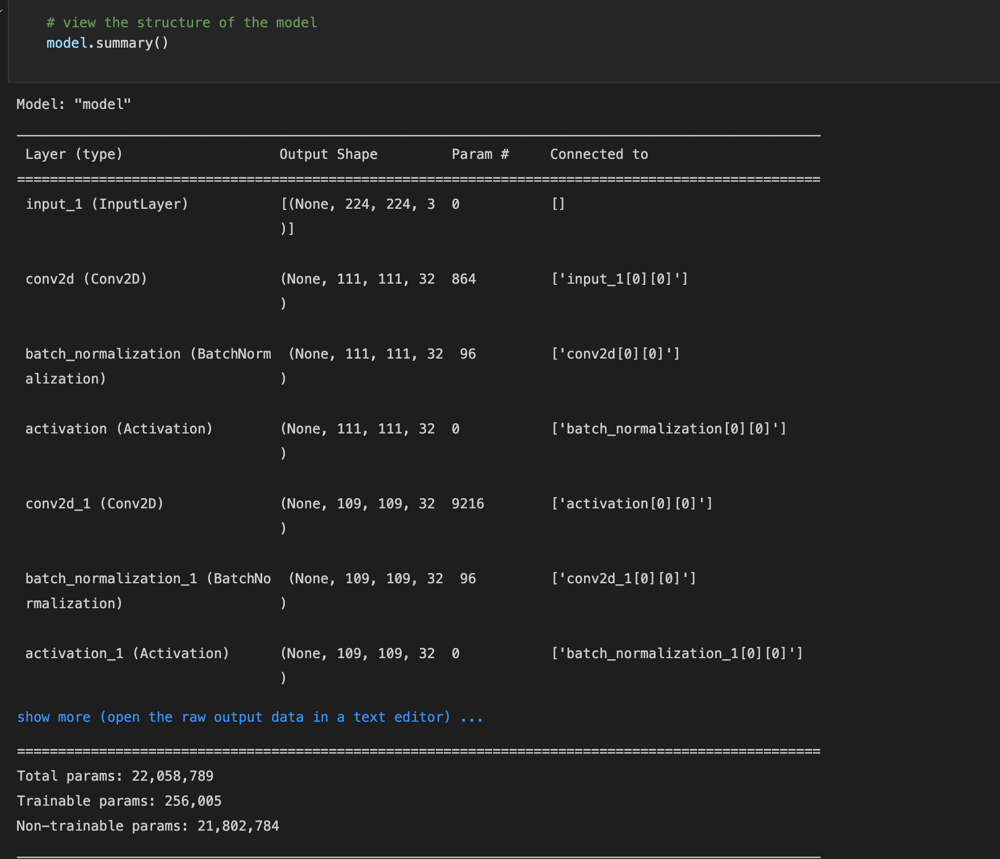 # view the structure of the model
model.summary()
Model: "model"
Layer (type) Output Shape Param # Connected to
==================================================================================================
input_1 (InputLayer) [(None, 224, 224, 3 0 []
)]
conv2d (Conv2D) (None, 111, 111, 32 864 ['input_1[0][0]']
)
batch_normalization (BatchNorm (None, 111, 111, 32 96 ['conv2d[0][0]']
alization) )
activation (Activation) (None, 111, 111, 32 0 ['batch_normalization[0][0]']
)
conv2d_1 (Conv2D) (None, 109, 109, 32 9216 ['activation[0][0]']
)
batch_normalization_1 (BatchNo (None, 109, 109, 32 96 ['conv2d_1[0][0]']
rmalization) )
activation_1 (Activation) (None, 109, 109, 32 0 ['batch_normalization_1[0][0]']
)
show more (open the raw output data in a text editor) ...
==================================================================================================
Total params: 22,058,789
Trainable params: 256,005
Non-trainable params: 21,802,784